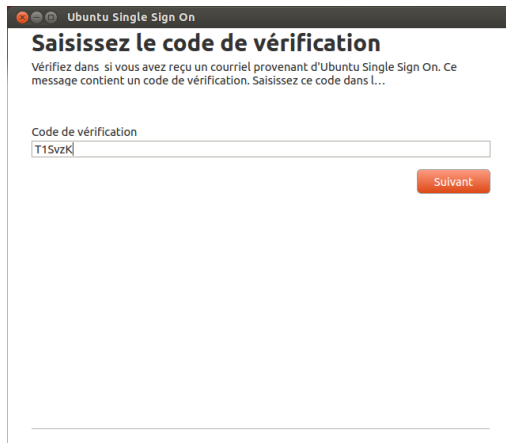 Ubuntu Single Sign On
Saisissez le code de vérification
Vérifiez dans si vous avez reçu un courriel provenant d'Ubuntu Single Sign On. Ce
message contient un code de vérification. Saisissez ce code dans l…
Code de vérification
T1SvzK
Suivant